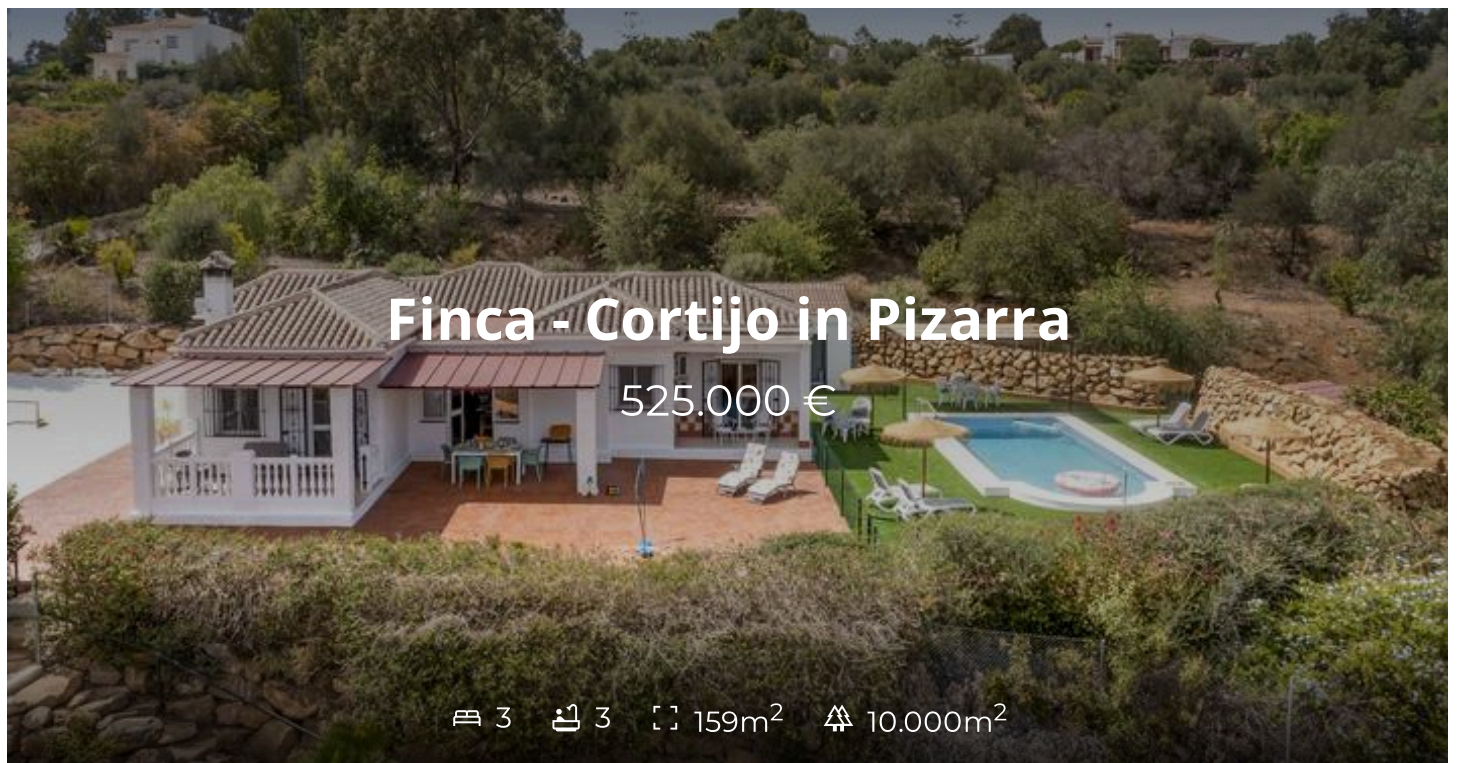 Finca - Cortijo in Pizarra
525.000 €
3 3 159m² 10.000m²